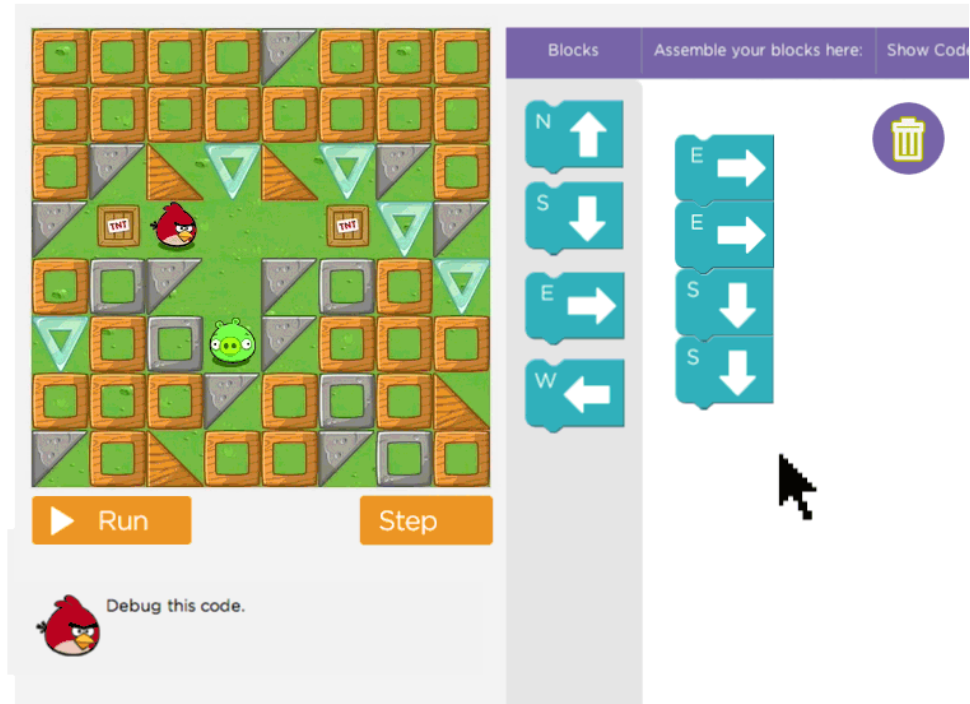 Blocks
Assemble your blocks here:
Show Code
N
E
S
E
TNT
TNT
E
S
W
S
Run
Step
Debug this code.